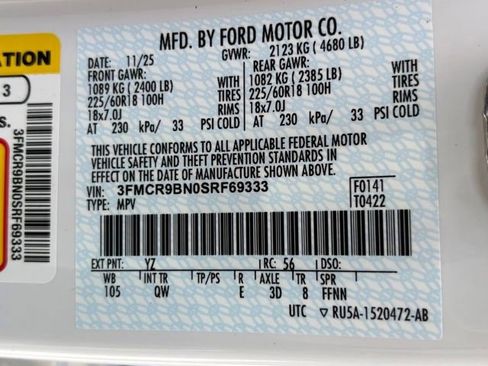 MFD. BY FORD MOTOR CO.
DATE: 11/25 GVWR: 2123 KG ( 4680 LB)
FRONT GAWR: REAR GAWR:
1089 KG ( 2400 LB) WITH 1082 KG ( 2385 LB) WITH
225/60R18 100H TIRES 225/60R18 100H TIRES
18x7.0J RIMS 18x7.0J RIMS
AT 230 kPa/ 33 PSI COLD AT 230 kPa/ 33 PSI COLD
THIS VEHICLE CONFORMS TO ALL APPLICABLE FEDERAL MOTOR
VEHICLE SAFETY AND THEFT PREVENTION STANDARDS IN
EFFECT ON THE DATE OF MANUFACTURE SHOWN ABOVE.
VIN: 3FMCR9BN0SRF69333 F0141
TYPE: MPV T0422
EXT PNT: YZ RC: 56 DSO:
WB INT TR TP/PS R AXLE TR SPR
105 QW E 3D 8 FFNN
UTC ▽ RU5A-1520472-AB
ATION
3
S.
3FMCR9BN0SRF69333